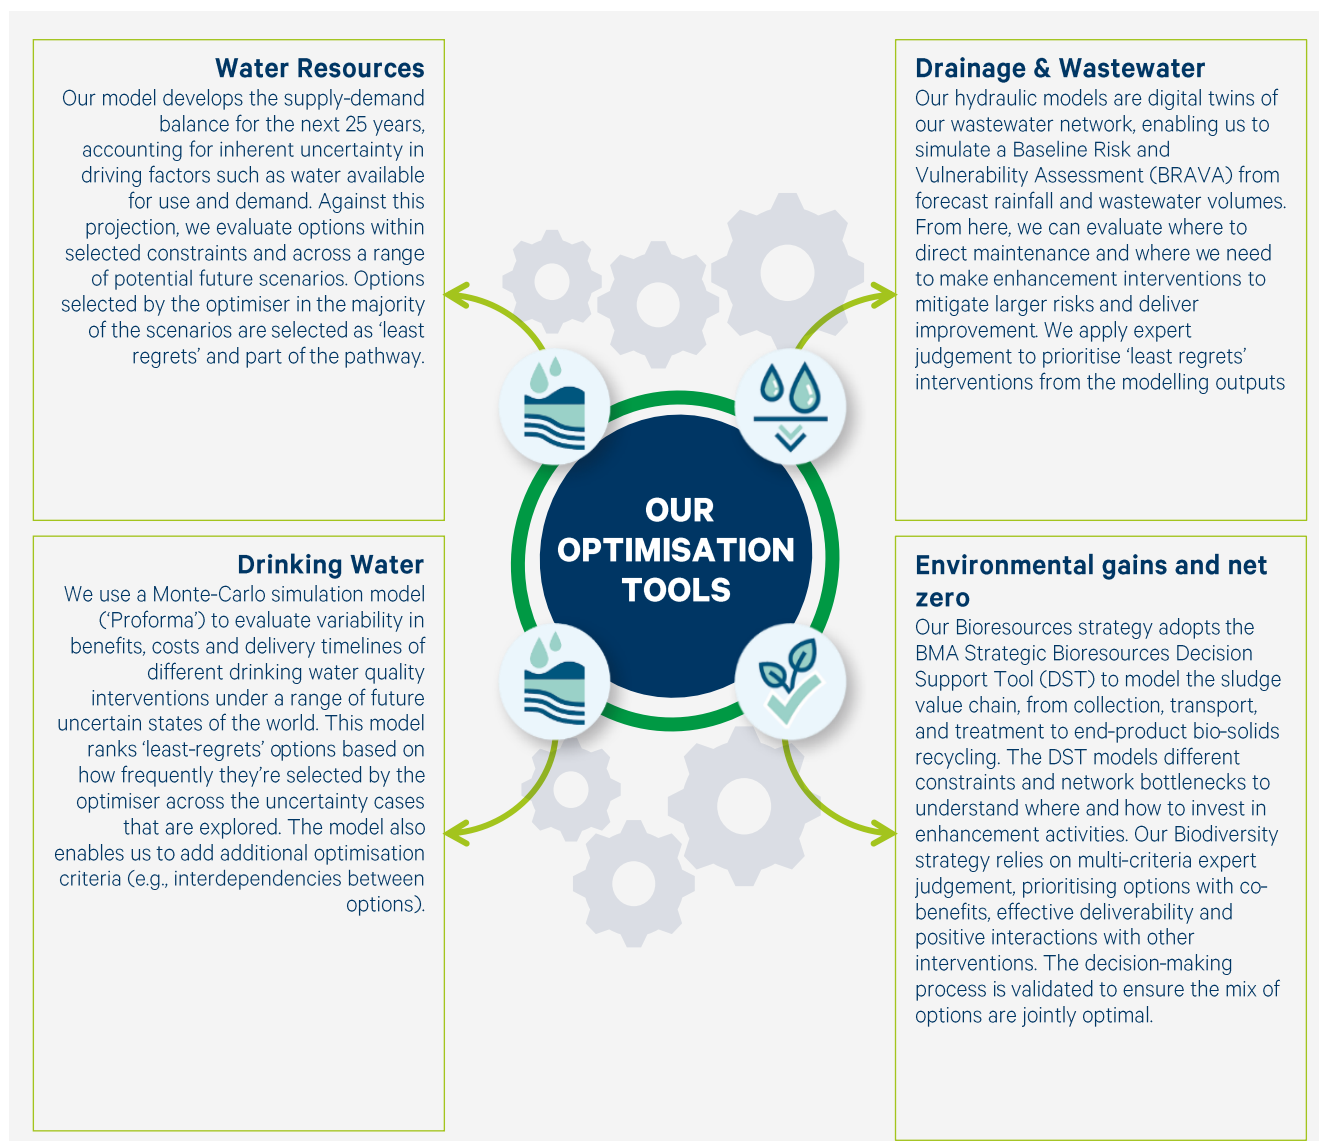 Water Resources
Our model develops the supply-demand
balance for the next 25 years,
accounting for inherent uncertainty in
driving factors such as water available
for use and demand. Against this
projection, we evaluate options within
selected constraints and across a range
of potential future scenarios. Options
selected by the optimiser in the majority
of the scenarios are selected as ‘least
regrets’ and part of the pathway.
Drainage & Wastewater
Our hydraulic models are digital twins of
our wastewater network, enabling us to
simulate a Baseline Risk and
Vulnerability Assessment (BRAVA) from
forecast rainfall and wastewater volumes.
From here, we can evaluate where to
direct maintenance and where we need
to make enhancement interventions to
mitigate larger risks and deliver
improvement. We apply expert
judgement to prioritise ‘least regrets’
interventions from the modelling outputs
OUR
OPTIMISATION
TOOLS
Drinking Water
We use a Monte-Carlo simulation model
(‘Proforma’) to evaluate variability in
benefits, costs and delivery timelines of
different drinking water quality
interventions under a range of future
uncertain states of the world. This model
ranks ‘least-regrets’ options based on
how frequently they’re selected by the
optimiser across the uncertainty cases
that are explored. The model also
enables us to add additional optimisation
criteria (e.g., interdependencies between
options).
Environmental gains and net
zero
Our Bioresources strategy adopts the
BMA Strategic Bioresources Decision
Support Tool (DST) to model the sludge
value chain, from collection, transport,
and treatment to end-product bio-solids
recycling. The DST models different
constraints and network bottlenecks to
understand where and how to invest in
enhancement activities. Our Biodiversity
strategy relies on multi-criteria expert
judgement, prioritising options with co-
benefits, effective deliverability and
positive interactions with other
interventions. The decision-making
process is validated to ensure the mix of
options are jointly optimal.